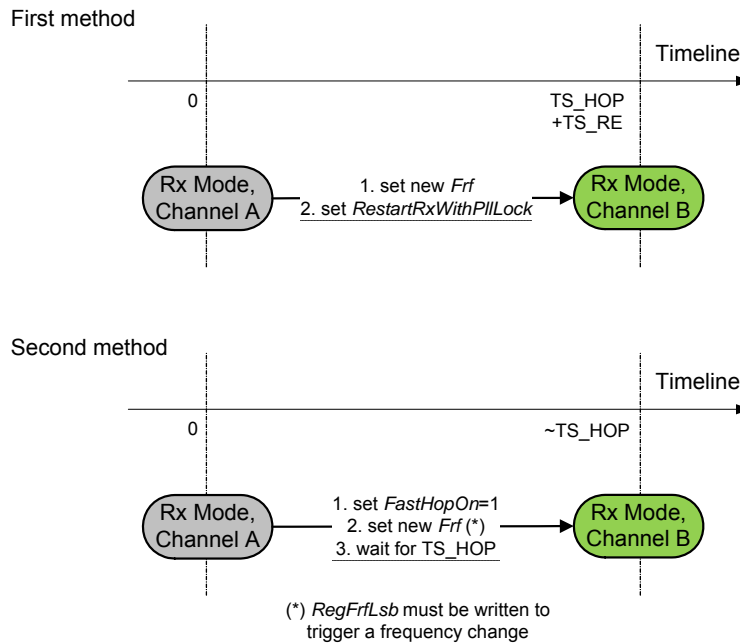 First method
Timeline
0
TS_HOP
+TS_RE
Rx Mode,
Channel A
1. set new Frf
2. set RestartRxWithPllLock
Rx Mode,
Channel B
Second method
Timeline
0
~TS_HOP
Rx Mode,
Channel A
1. set FastHopOn=1
2. set new Frf (*)
3. wait for TS_HOP
Rx Mode,
Channel B
(*) RegFrfLsb must be written to
trigger a frequency change